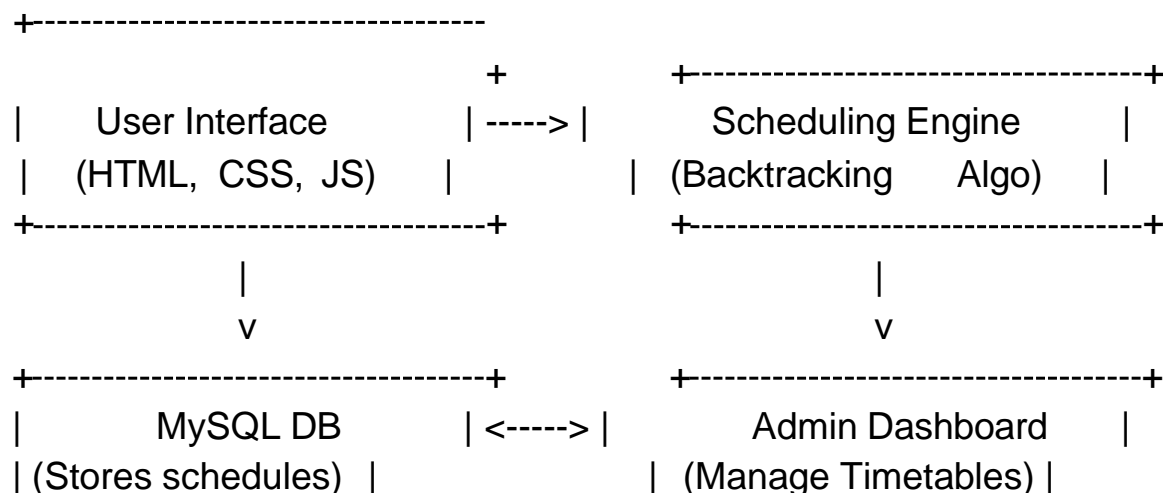 +--------------------------------------
+ +--------------------------------------+
| User Interface | -----> | Scheduling Engine |
| (HTML, CSS, JS) | | (Backtracking Algo) |
+--------------------------------------+ +--------------------------------------+
| |
v v
+--------------------------------------+ +--------------------------------------+
| MySQL DB | <-----> | Admin Dashboard |
| (Stores schedules) | | (Manage Timetables) |